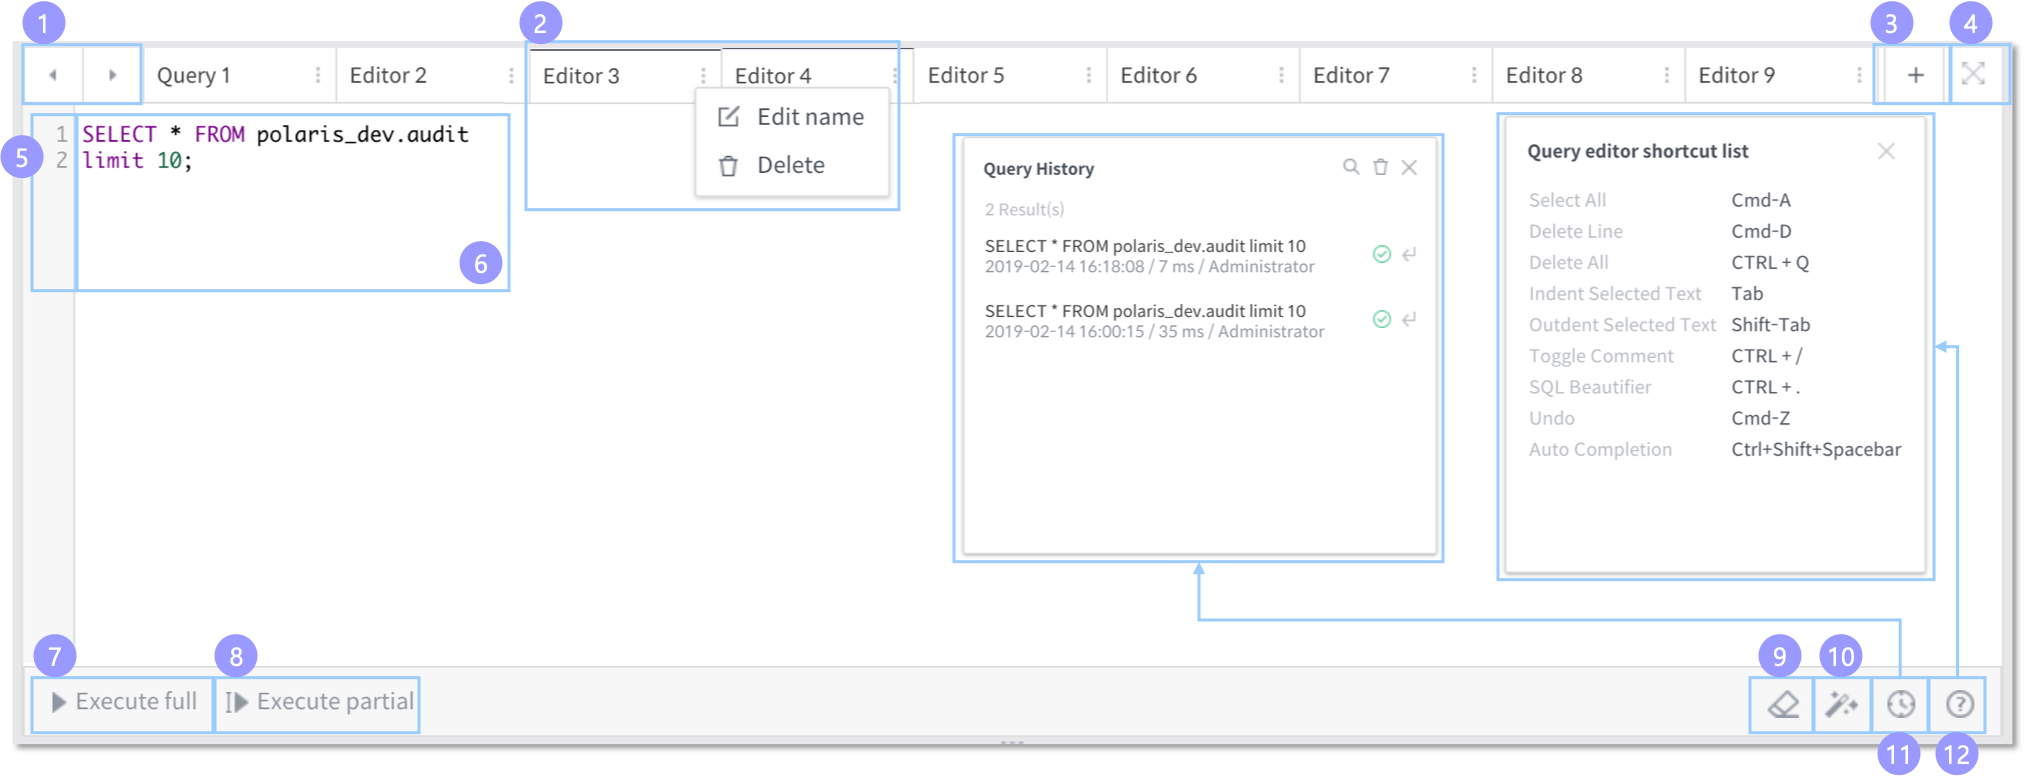 1
2
3
4
Query 1
Editor 2
Editor 3
Editor 4
Editor 5
Editor 6
Editor 7
Editor 8
Editor 9
+
Edit name
Delete
5
1 SELECT * FROM polaris_dev.audit
2 limit 10;
6
Query History
2 Result(s)
SELECT * FROM polaris_dev.audit limit 10
2019-02-14 16:18:08 / 7 ms / Administrator
SELECT * FROM polaris_dev.audit limit 10
2019-02-14 16:00:15 / 35 ms / Administrator
Query editor shortcut list
Select All Cmd-A
Delete Line Cmd-D
Delete All CTRL + Q
Indent Selected Text Tab
Outdent Selected Text Shift-Tab
Toggle Comment CTRL + /
SQL Beautifier CTRL + .
Undo Cmd-Z
Auto Completion Ctrl+Shift+Spacebar
7
8
Execute full
Execute partial
9
10
?
11
12